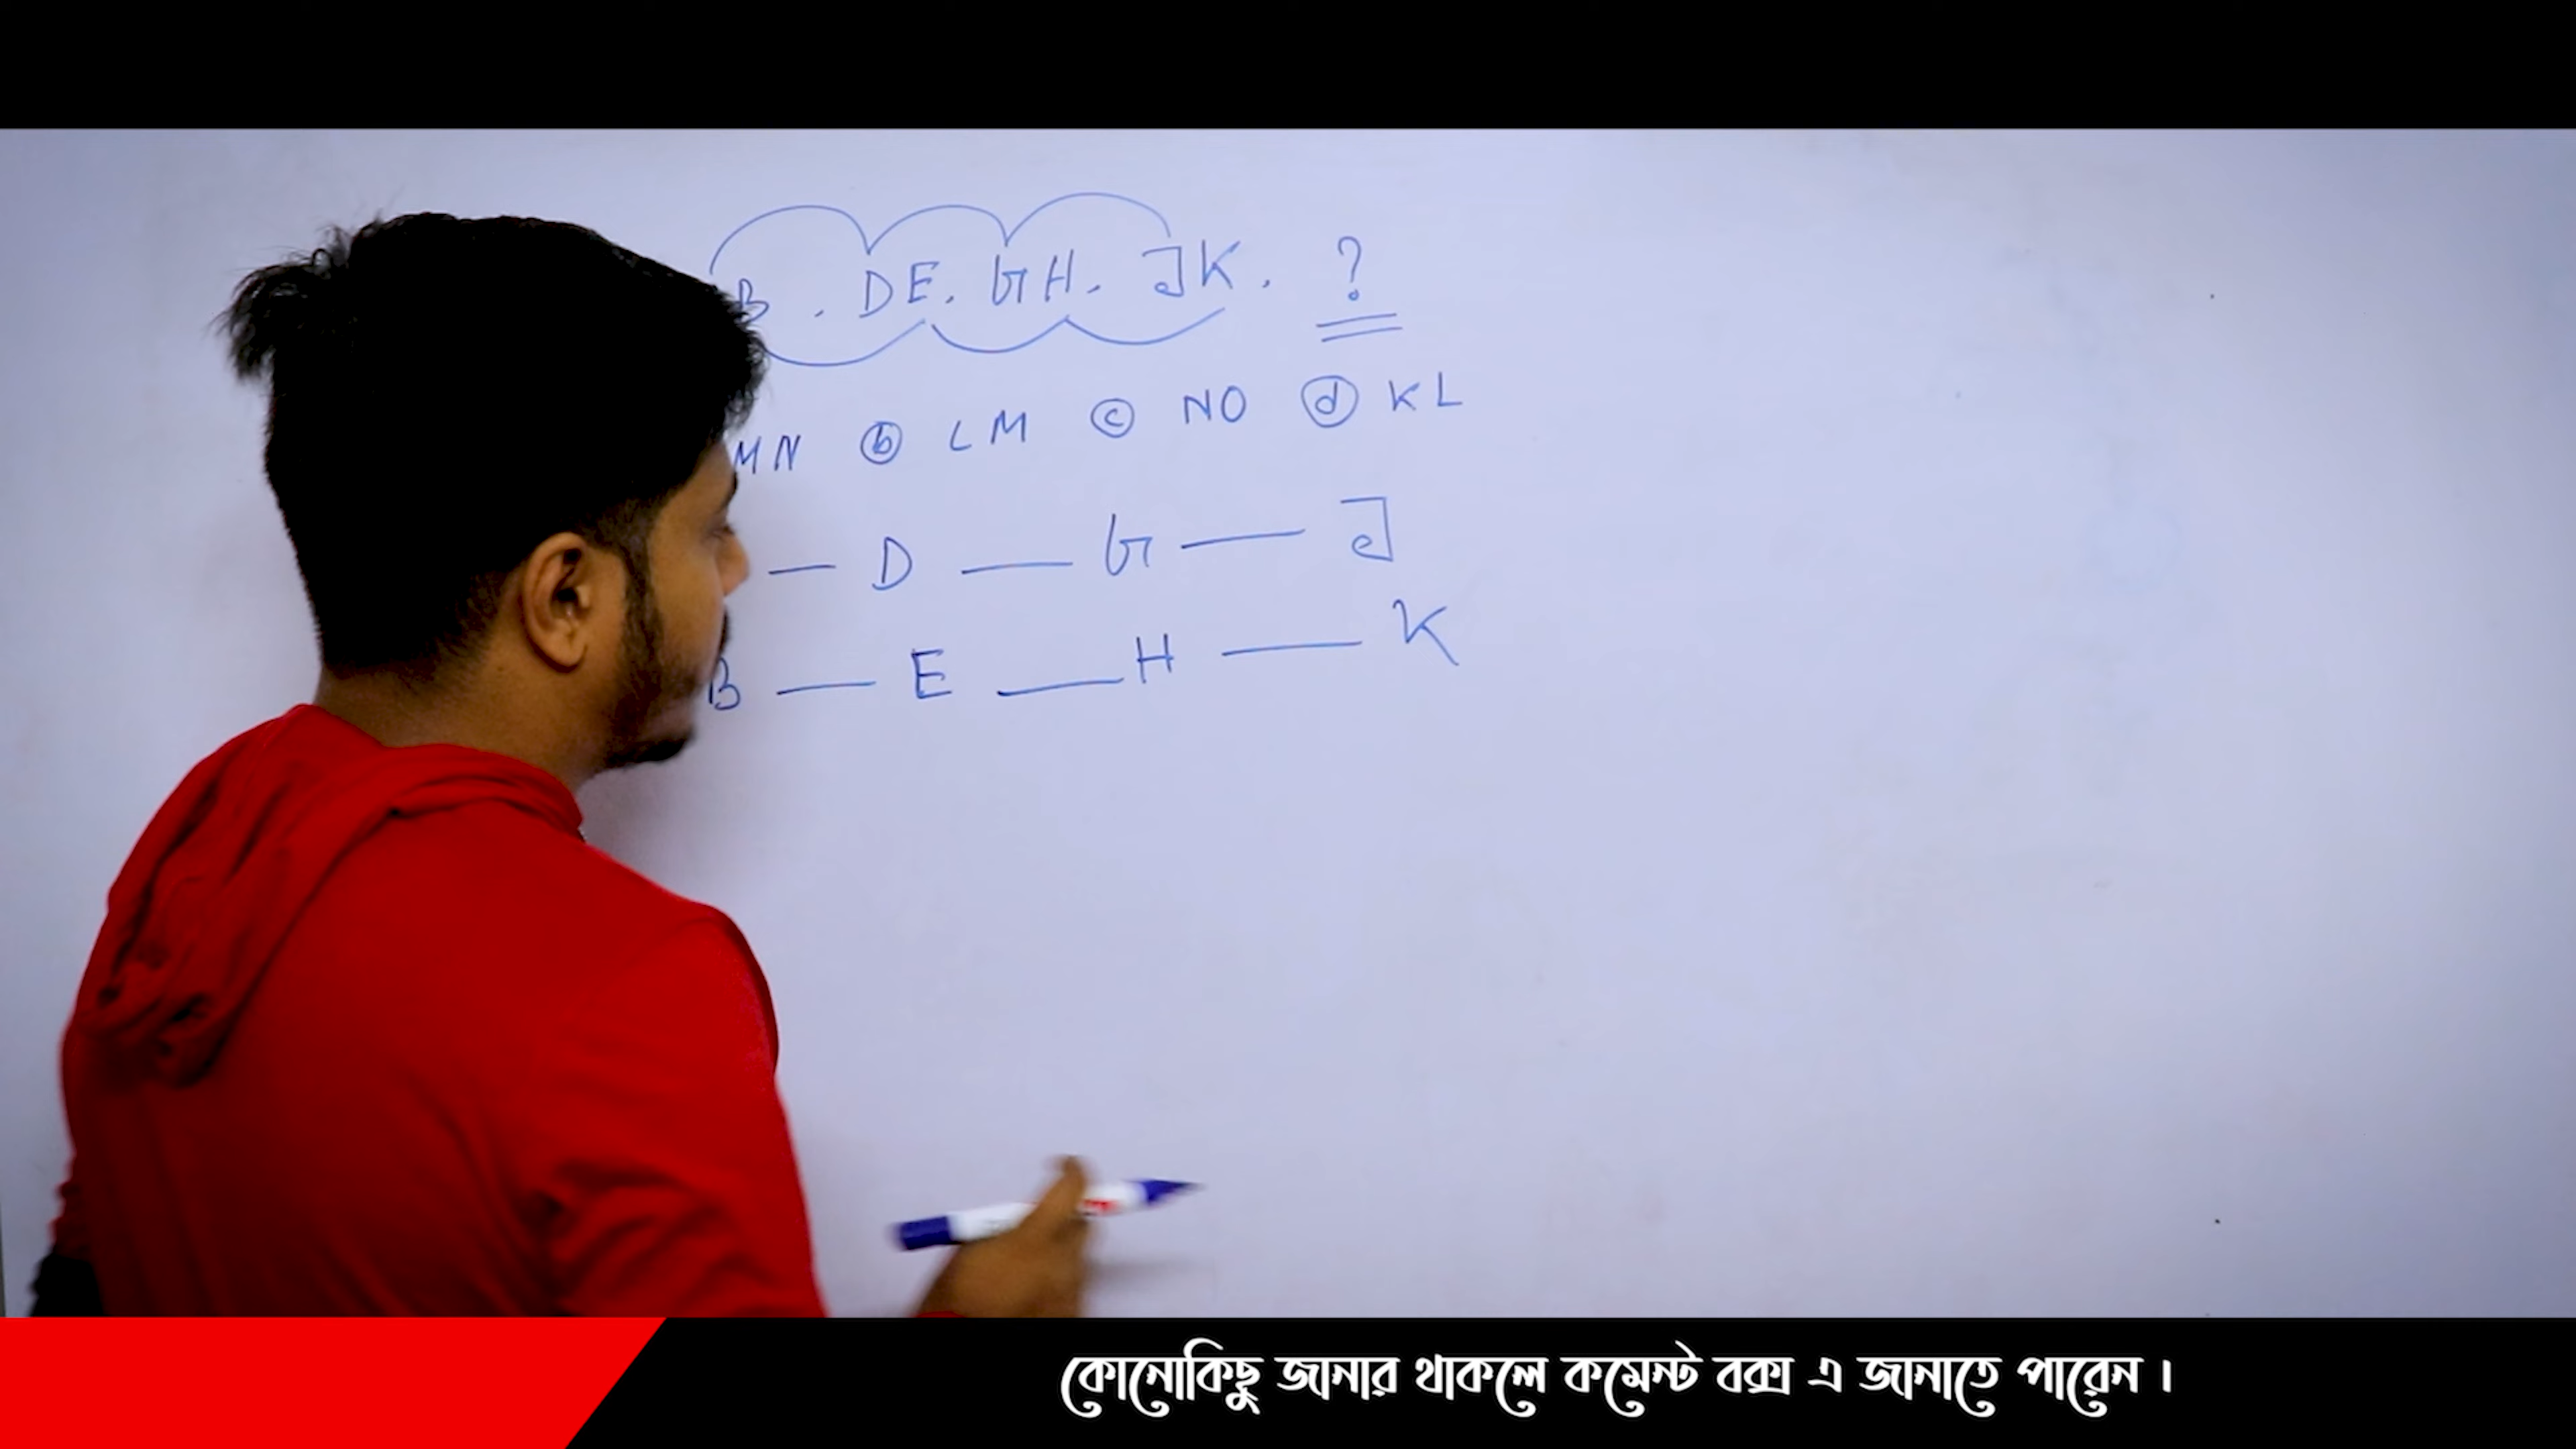 B , DE, GH, JK, ?
MN ⓑ LM ⓒ NO ⓓ KL
— D — G — J
B — E — H — K
কোনোকিছু জানার থাকলে কমেন্ট বক্স এ জানাতে পারেন ।